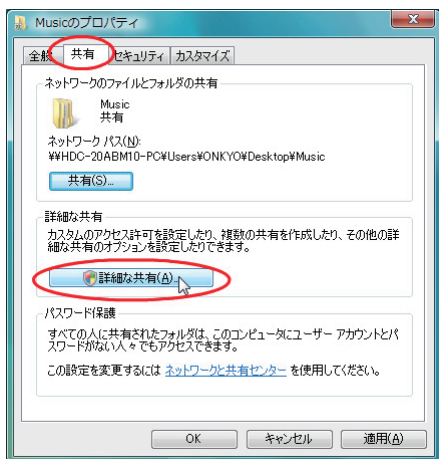 Musicのプロパティ
全般 共有 セキュリティ カスタマイズ
ネットワークのファイルとフォルダの共有
Music
共有
ネットワーク パス(N):
¥¥HDC-20ABM10-PC¥Users¥ONKYO¥Desktop¥Music
共有(S)...
詳細な共有
カスタムのアクセス許可を設定したり、複数の共有を作成したり、その他の詳
細な共有のオプションを設定したりできます。
詳細な共有(A)...
パスワード保護
すべての人に共有されたフォルダは、このコンピュータにユーザー アカウントとパ
スワードがない人々でもアクセスできます。
この設定を変更するには ネットワークと共有センター を使用してください。
OK キャンセル 適用(A)